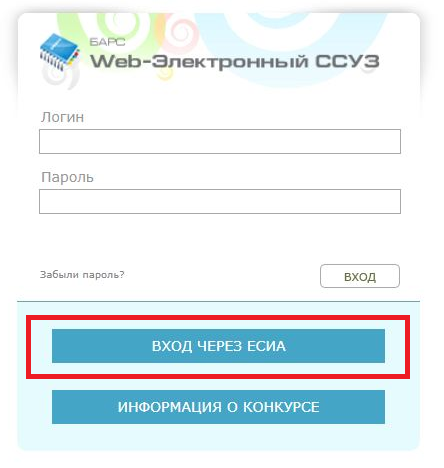 БАРС
Web-Электронный ССУЗ
Логин
Пароль
Забыли пароль?
ВХОД
ВХОД ЧЕРЕЗ ЕСИА
ИНФОРМАЦИЯ О КОНКУРСЕ